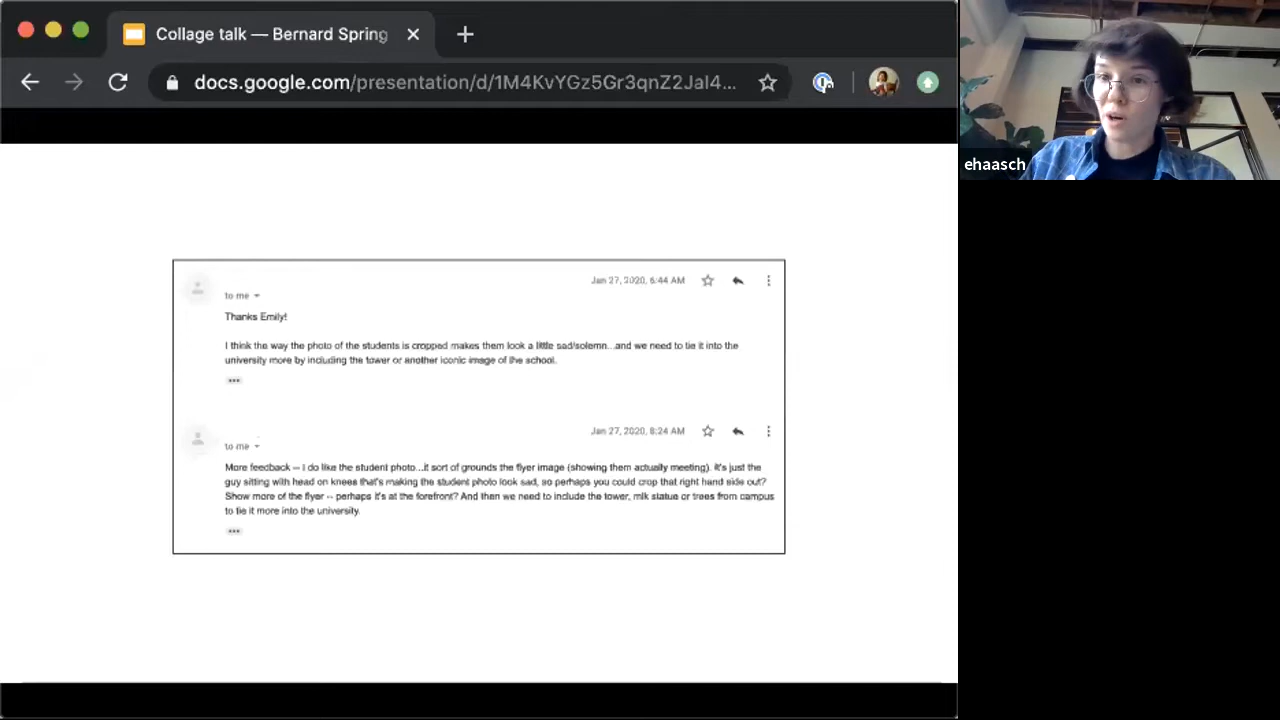 Collage talk — Bernard Spring
docs.google.com/presentation/d/1M4KvYGz5Gr3qnZ2JaI4...
ehaasch
Jan 27, 2020, 6:44 AM
to me
Thanks Emily!
I think the way the photo of the students is cropped makes them look a little sad/solemn...and we need to tie it into the
university more by including the tower or another iconic image of the school.
Jan 27, 2020, 8:24 AM
to me
More feedback -- I do like the student photo...it sort of grounds the flyer image (showing them actually meeting). It's just the
guy sitting with head on knees that's making the student photo look sad, so perhaps you could crop that right hand side out?
Show more of the flyer -- perhaps it's at the forefront? And then we need to include the tower, mlk statue or trees from campus
to tie it more into the university.